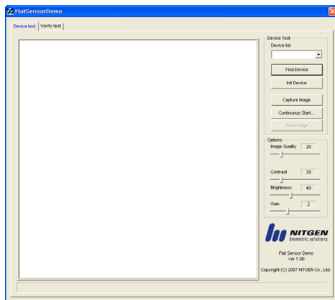 FlatSensorDemo
Device test
Verify test
Device Test
Device list
Find Device
Init Device
Capture Image
Continuous Start...
Save Image
Options
Image Quality 20
Contrast 20
Brightness 40
Gain 2
NITGEN
biometric solutions
Flat Sensor Demo
ver 1.00
Copyright (C) 2007 NITGEN Co., Ltd.